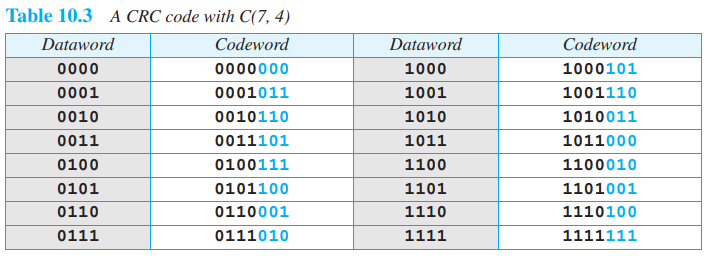 Table 10.3 A CRC code with C(7, 4)
Dataword Codeword Dataword Codeword
0000 0000000 1000 1000101
0001 0001011 1001 1001110
0010 0010110 1010 1010011
0011 0011101 1011 1011000
0100 0100111 1100 1100010
0101 0101100 1101 1101001
0110 0110001 1110 1110100
0111 0111010 1111 1111111